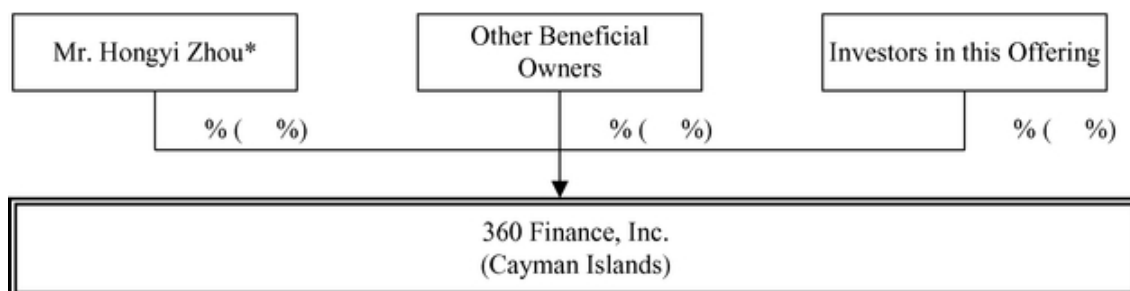 Mr. Hongyi Zhou*
Other Beneficial
Owners
Investors in this Offering
% ( %)
% ( %)
% ( %)
360 Finance, Inc.
(Cayman Islands)